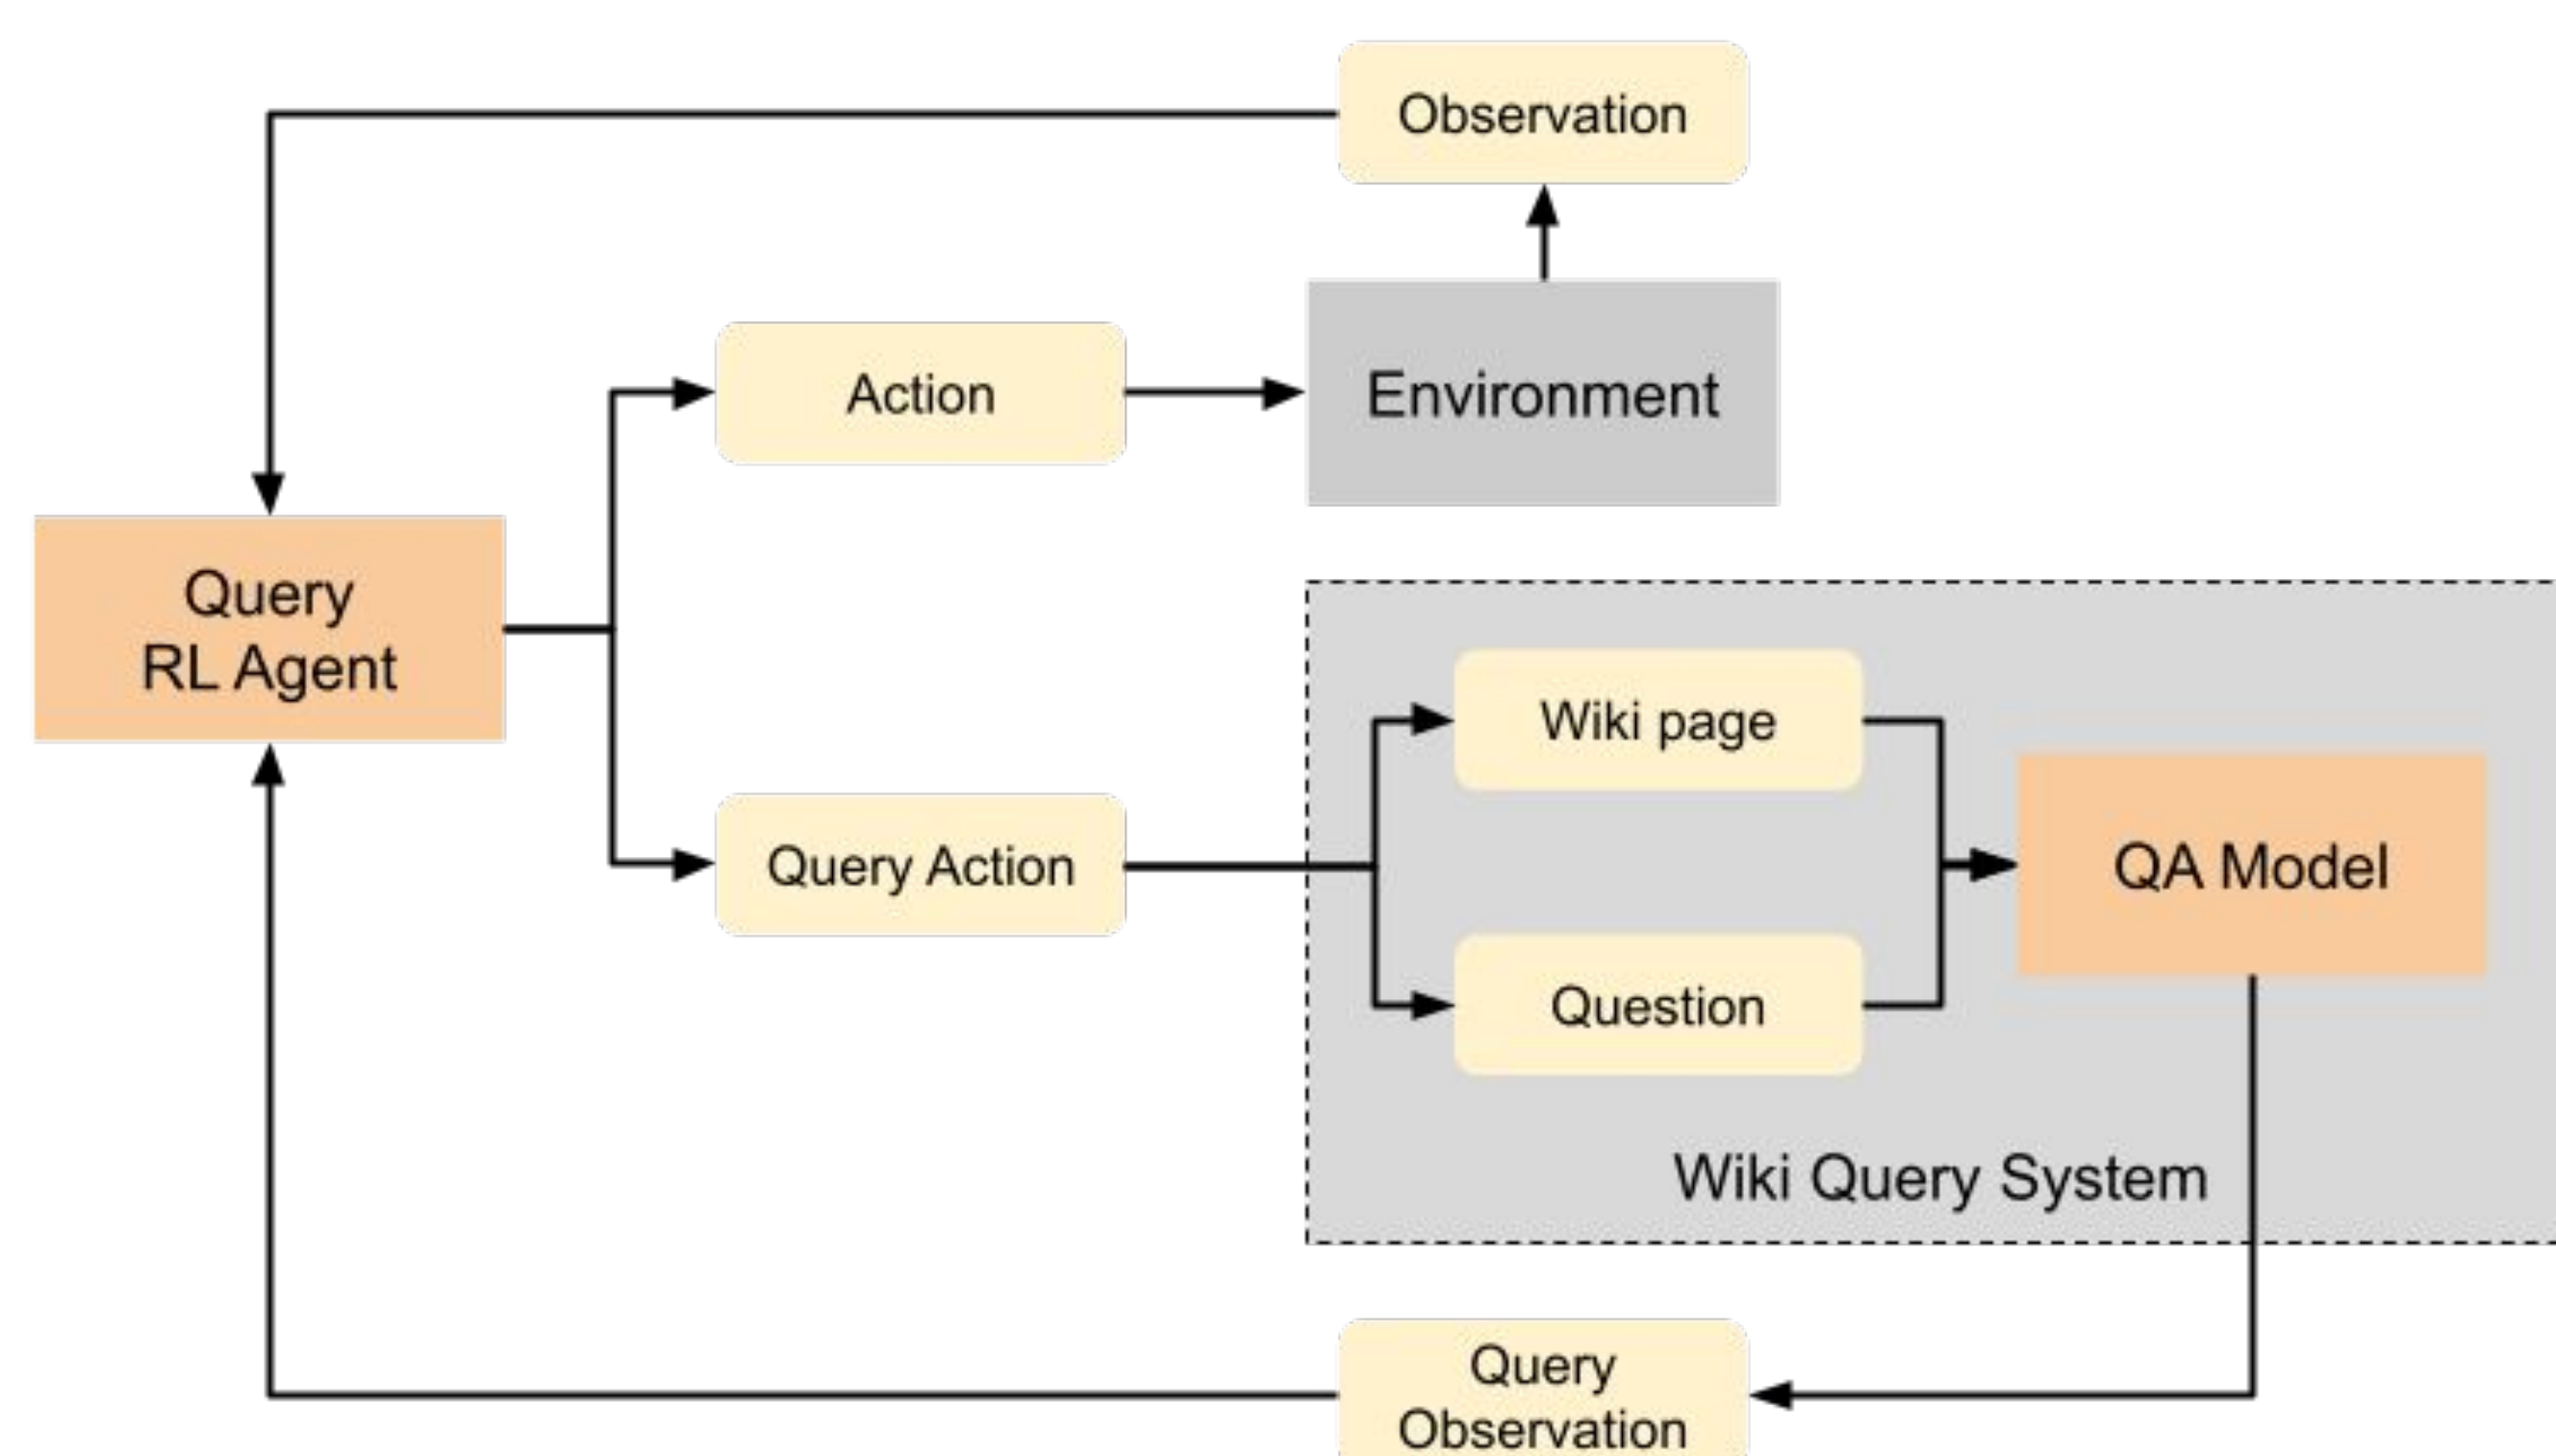 Observation
Action
Environment
Query
RL Agent
Wiki page
Query Action
QA Model
Question
Wiki Query System
Query
Observation